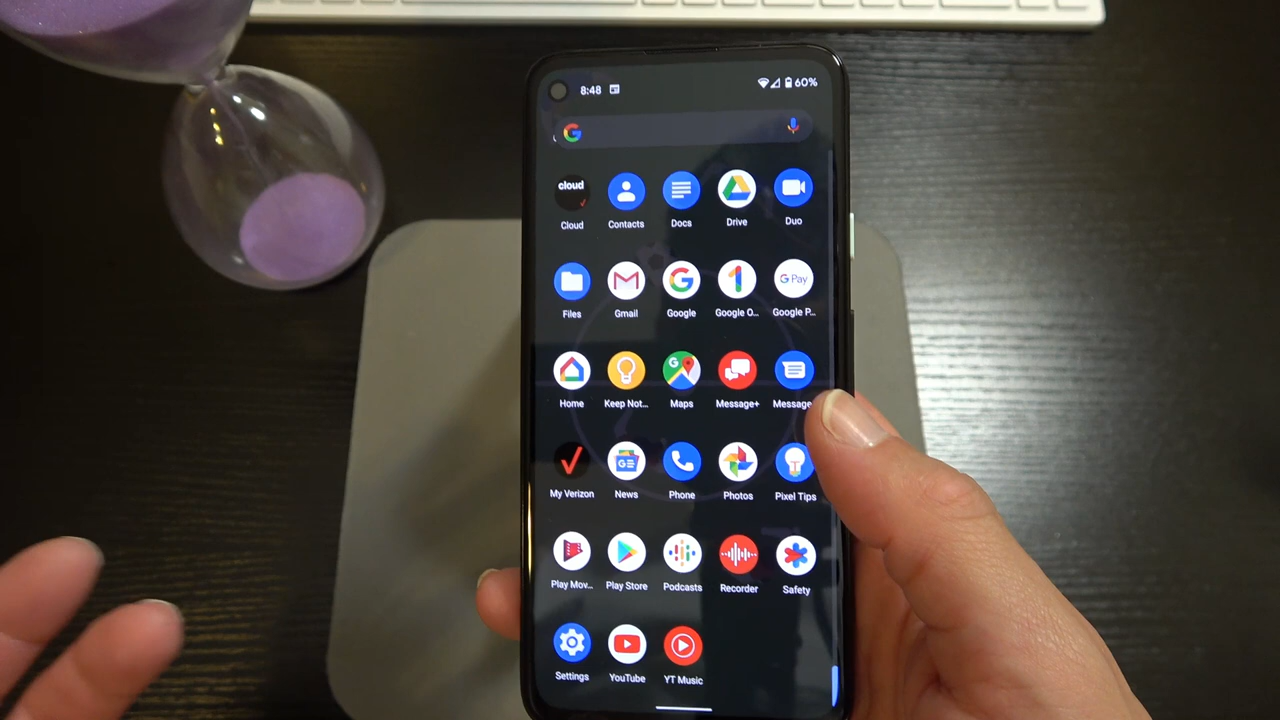 8:48 60%
cloud
Cloud Contacts Docs Drive Duo
G Pay
Files Gmail Google Google O... Google P...
Home Keep Not... Maps Message+ Message
GE
My Verizon News Phone Photos Pixel Tips
Play Mov... Play Store Podcasts Recorder Safety
Settings YouTube YT Music